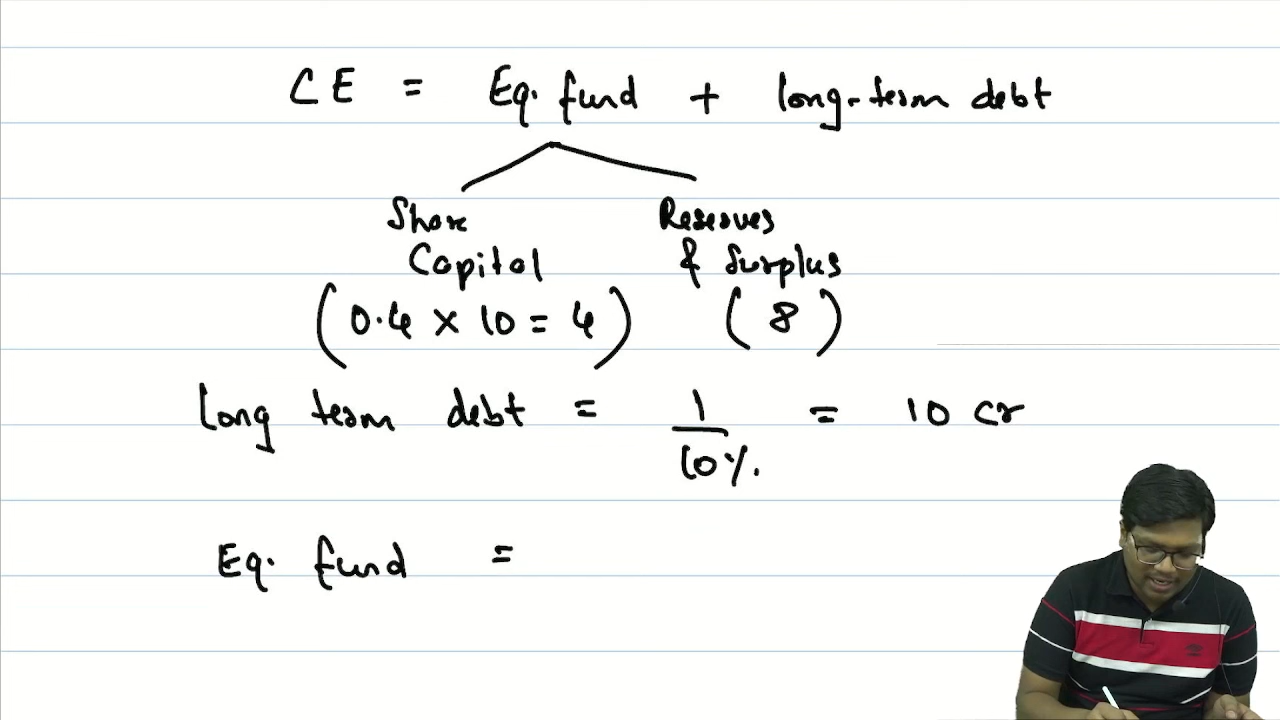 CE = Eq. fund + long-term debt
Share Reserves
Capital & Surplus
(0.4 × 10 = 4) (8)
long term debt = 1/10% = 10 cr
Eq. fund =